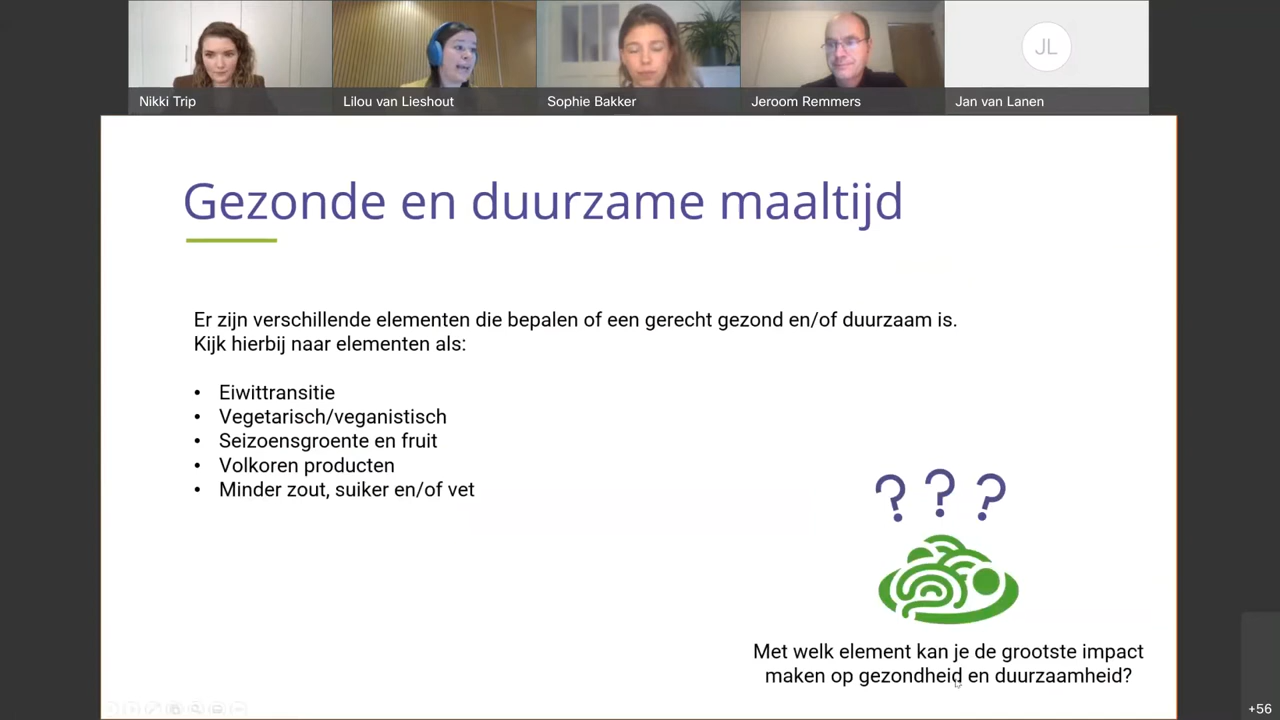 JL
Nikki Trip
Lilou van Lieshout
Sophie Bakker
Jeroom Remmers
Jan van Lanen
Gezonde en duurzame maaltijd
Er zijn verschillende elementen die bepalen of een gerecht gezond en/of duurzaam is.
Kijk hierbij naar elementen als:
• Eiwittransitie
• Vegetarisch/veganistisch
• Seizoensgroente en fruit
• Volkoren producten
• Minder zout, suiker en/of vet
? ? ?
Met welk element kan je de grootste impact
maken op gezondheid en duurzaamheid?
+56